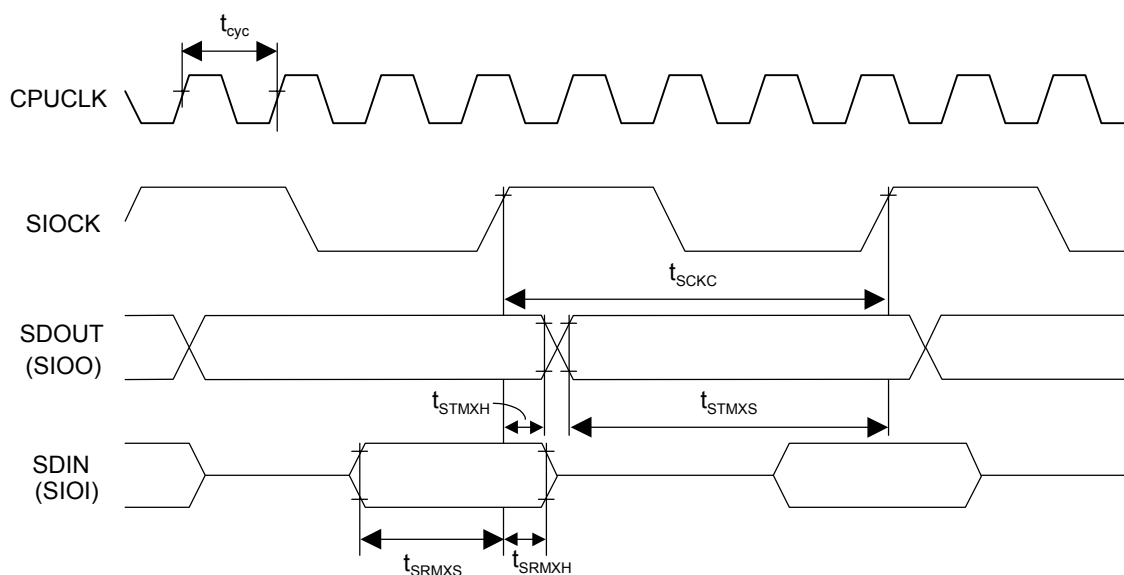 tcyc
CPUCLK
SIOCK
tSCKC
SDOUT
(SIOO)
tSTMXH
tSTMXS
SDIN
(SIOI)
tSRMXS
tSRMXH